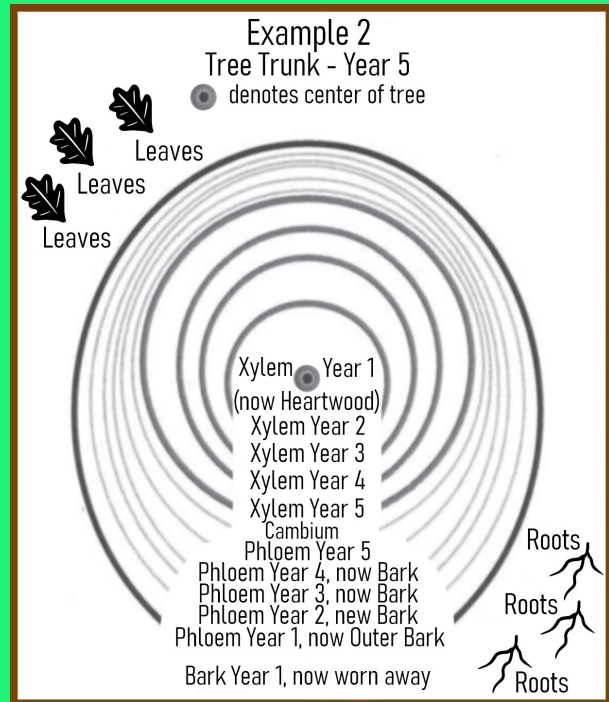 Example 2
Tree Trunk - Year 5
denotes center of tree
Leaves
Leaves
Leaves
Xylem Year 1
(now Heartwood)
Xylem Year 2
Xylem Year 3
Xylem Year 4
Xylem Year 5
Cambium
Phloem Year 5
Phloem Year 4, now Bark
Phloem Year 3, now Bark
Phloem Year 2, new Bark
Phloem Year 1, now Outer Bark
Bark Year 1, now worn away
Roots
Roots
Roots